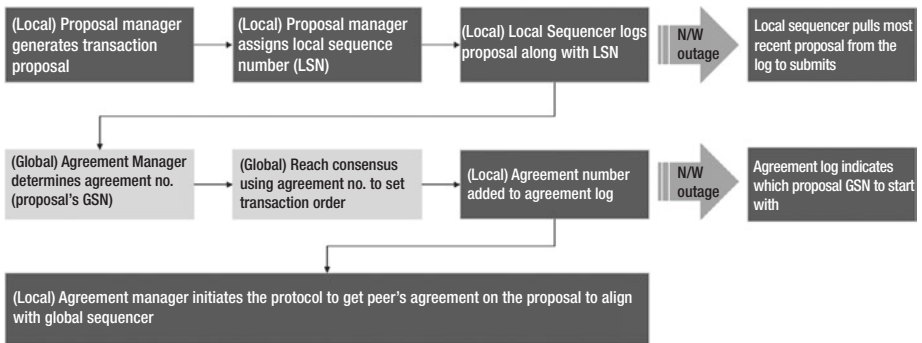 (Local) Proposal manager
generates transaction
proposal
(Local) Proposal manager
assigns local sequence
number (LSN)
(Local) Local Sequencer logs
proposal along with LSN
N/W
outage
Local sequencer pulls most
recent proposal from the
log to submits
(Global) Agreement Manager
determines agreement no.
(proposal's GSN)
(Global) Reach consensus
using agreement no. to set
transaction order
(Local) Agreement number
added to agreement log
N/W
outage
Agreement log indicates
which proposal GSN to start
with
(Local) Agreement manager initiates the protocol to get peer's agreement on the proposal to align
with global sequencer